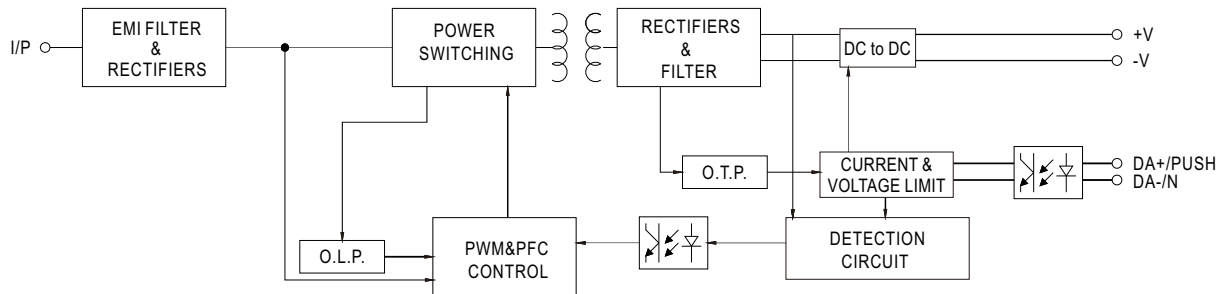 I/P
EMI FILTER
&
RECTIFIERS
POWER
SWITCHING
RECTIFIERS
&
FILTER
DC to DC
+V
-V
O.T.P.
CURRENT &
VOLTAGE LIMIT
DA+/PUSH
DA-/N
O.L.P.
PWM&PFC
CONTROL
DETECTION
CIRCUIT